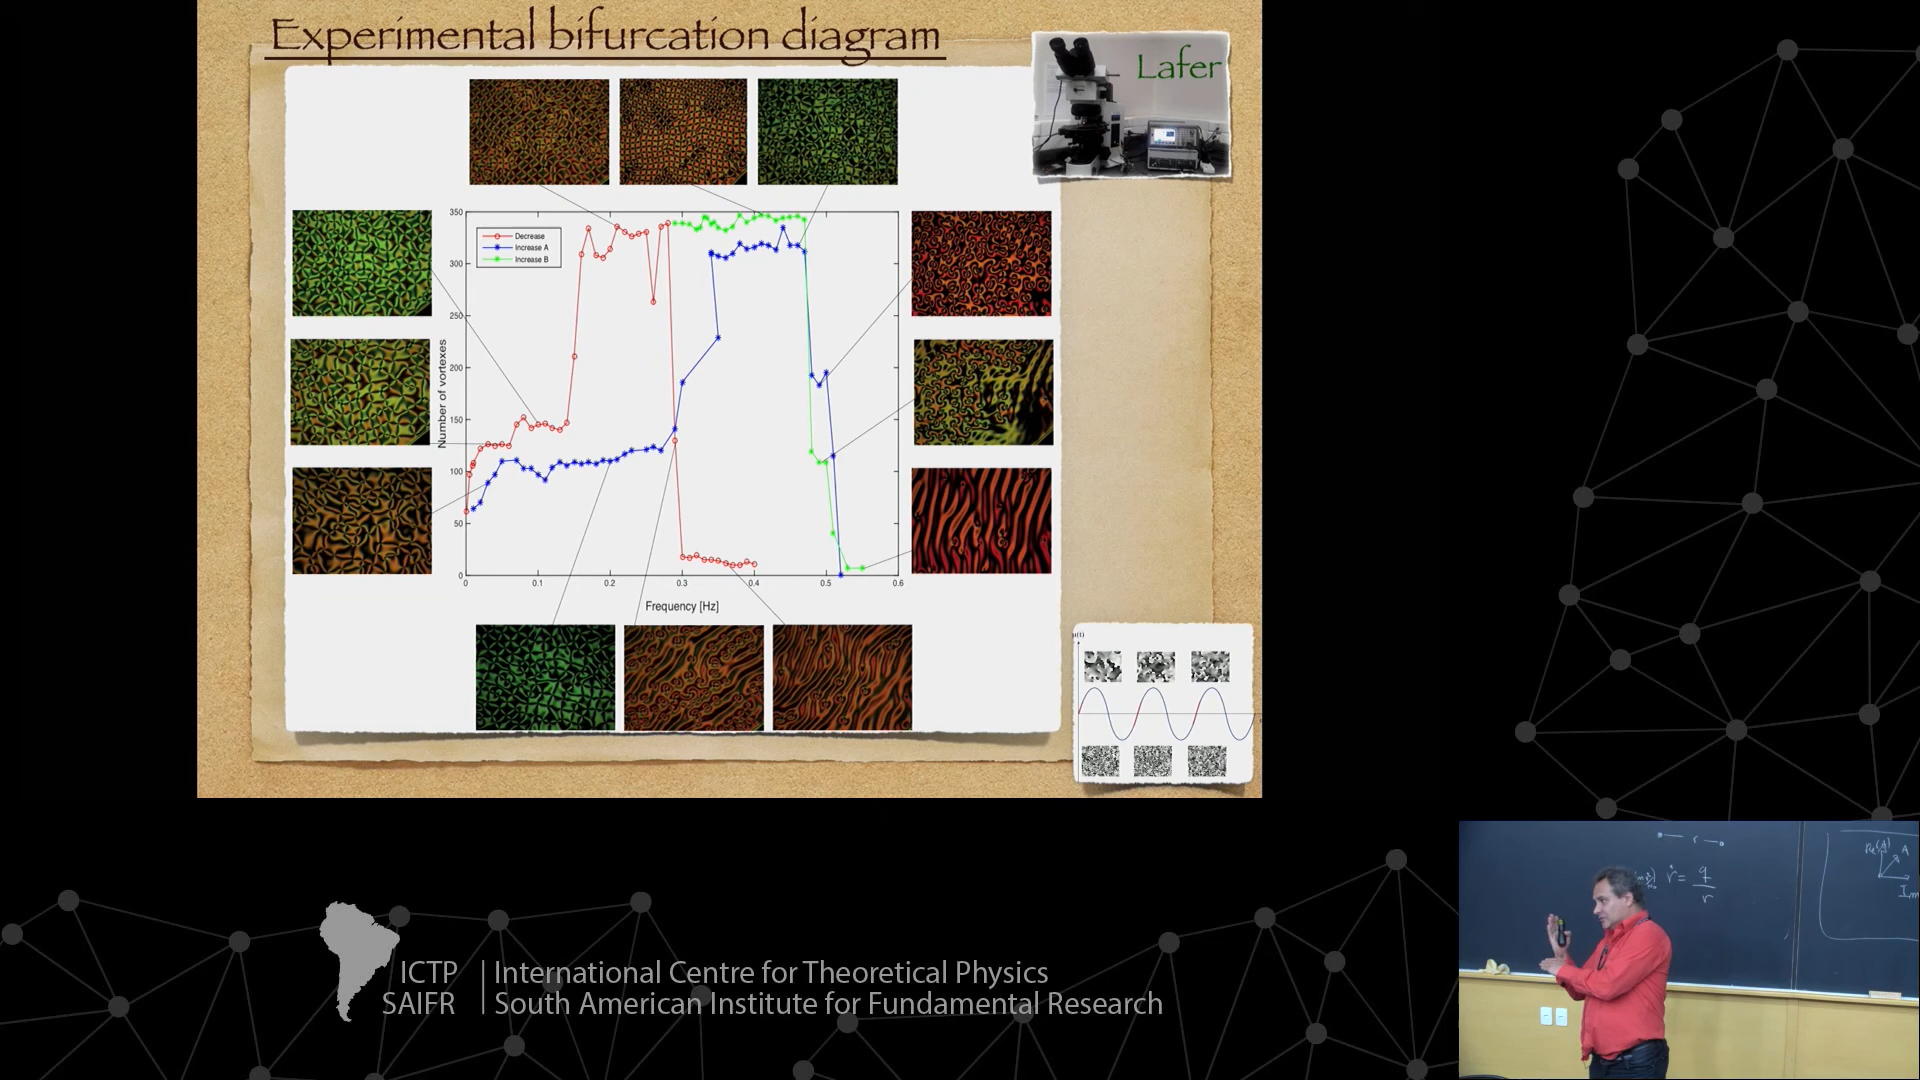 Experimental bifurcation diagram
Lafer
350
300
250
200
150
100
50
0
Number of vortexes
Decrease
Increase A
Increase B
0
0.1
0.2
0.3
0.4
0.5
0.6
Frequency [Hz]
μ(t)
r
ṙ = q/r
Re(A)
A
Im
ICTP
SAIFR
International Centre for Theoretical Physics
South American Institute for Fundamental Research